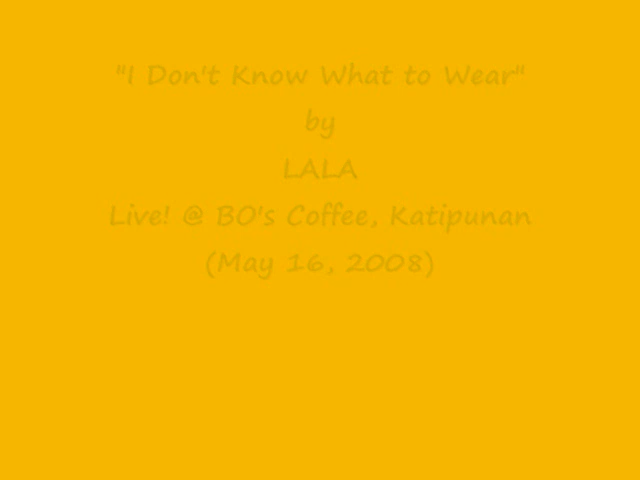 "I Don't Know What to Wear"
by
LALA
Live! @ BO's Coffee, Katipunan
(May 16, 2008)